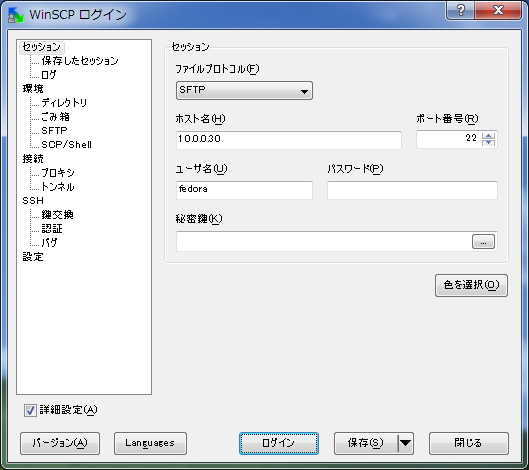 WinSCP ログイン
セッション
保存したセッション
ログ
環境
ディレクトリ
ごみ箱
SFTP
SCP/Shell
接続
プロキシ
トンネル
SSH
鍵交換
認証
バグ
設定
セッション
ファイルプロトコル(F)
SFTP
ホスト名(H) ポート番号(R)
10.0.0.30 22
ユーザ名(U) パスワード(P)
fedora
秘密鍵(K)
...
色を選択(O)
詳細設定(A)
バージョン(A) Languages ログイン 保存(S) 閉じる